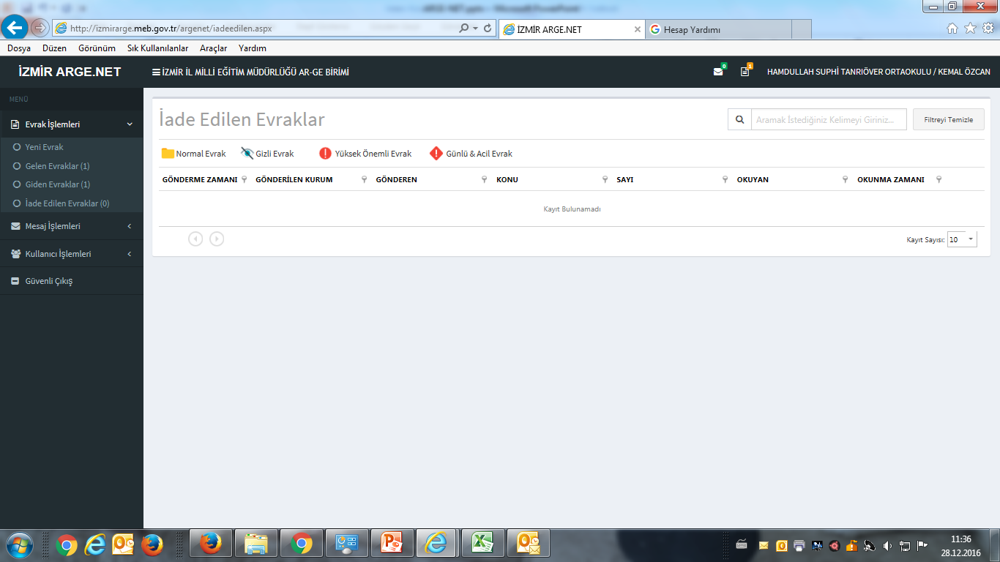 ARGE-NET.pptx - Microsoft PowerPoint
http://izmirarge.meb.gov.tr/argenet/iadeedilen.aspx
İZMİR ARGE.NET
Hesap Yardımı
Dosya Düzen Görünüm Sık Kullanılanlar Araçlar Yardım
İZMİR ARGE.NET
İZMİR İL MİLLİ EĞİTİM MÜDÜRLÜĞÜ AR-GE BİRİMİ
0
1
HAMDULLAH SUPHİ TANRIÖVER ORTAOKULU / KEMAL ÖZCAN
MENÜ
Evrak İşlemleri
Yeni Evrak
Gelen Evraklar (1)
Giden Evraklar (1)
İade Edilen Evraklar (0)
Mesaj İşlemleri
Kullanıcı İşlemleri
Güvenli Çıkış
İade Edilen Evraklar
Aramak İstediğiniz Kelimeyi Giriniz...
Filtreyi Temizle
Normal Evrak
Gizli Evrak
Yüksek Önemli Evrak
Günlü & Acil Evrak
GÖNDERME ZAMANI GÖNDERİLEN KURUM GÖNDEREN KONU SAYI OKUYAN OKUNMA ZAMANI
Kayıt Bulunamadı
Kayıt Sayısı: 10
11:36
28.12.2016